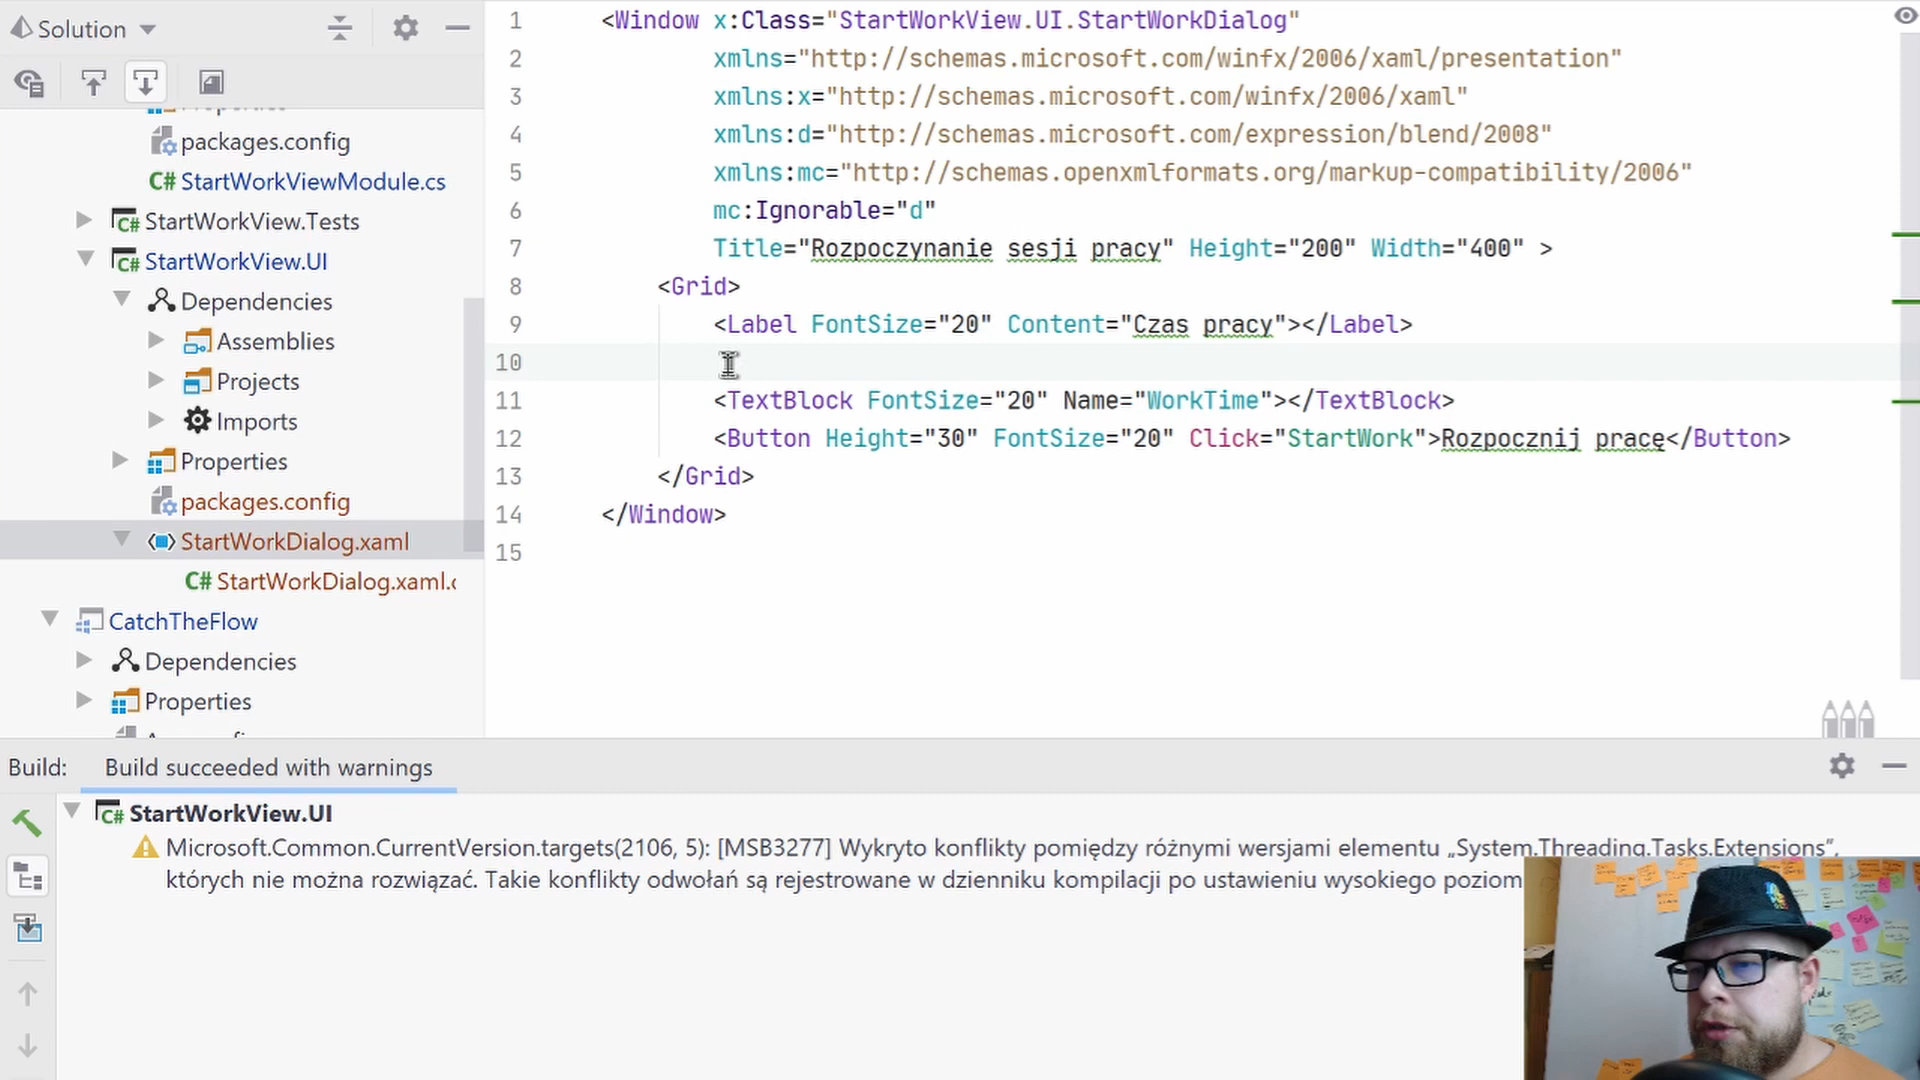 Solution
Properties
packages.config
C# StartWorkViewModule.cs
C# StartWorkView.Tests
C# StartWorkView.UI
Dependencies
Assemblies
Projects
Imports
Properties
packages.config
StartWorkDialog.xaml
C# StartWorkDialog.xaml.c
CatchTheFlow
Dependencies
Properties
1 <Window x:Class="StartWorkView.UI.StartWorkDialog"
2 xmlns="http://schemas.microsoft.com/winfx/2006/xaml/presentation"
3 xmlns:x="http://schemas.microsoft.com/winfx/2006/xaml"
4 xmlns:d="http://schemas.microsoft.com/expression/blend/2008"
5 xmlns:mc="http://schemas.openxmlformats.org/markup-compatibility/2006"
6 mc:Ignorable="d"
7 Title="Rozpoczynanie sesji pracy" Height="200" Width="400" >
8 <Grid>
9 <Label FontSize="20" Content="Czas pracy"></Label>
10
11 <TextBlock FontSize="20" Name="WorkTime"></TextBlock>
12 <Button Height="30" FontSize="20" Click="StartWork">Rozpocznij pracę</Button>
13 </Grid>
14 </Window>
15
Build: Build succeeded with warnings
C# StartWorkView.UI
Microsoft.Common.CurrentVersion.targets(2106, 5): [MSB3277] Wykryto konflikty pomiędzy różnymi wersjami elementu „System.Threading.Tasks.Extensions”,
których nie można rozwiązać. Takie konflikty odwołań są rejestrowane w dzienniku kompilacji po ustawieniu wysokiego poziom